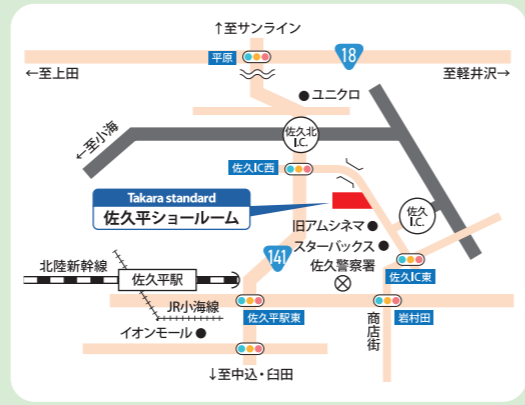 ↑至サンライン
平原
18
←至上田
至軽井沢→
ユニクロ
佐久北
I.C.
←至小海
佐久IC西
Takara standard
佐久平ショールーム
佐久
I.C.
旧アムシネマ
スターバックス
佐久警察署
佐久IC東
141
北陸新幹線
佐久平駅
JR小海線
佐久平駅東
岩村田
イオンモール
商店街
↓至中込・臼田